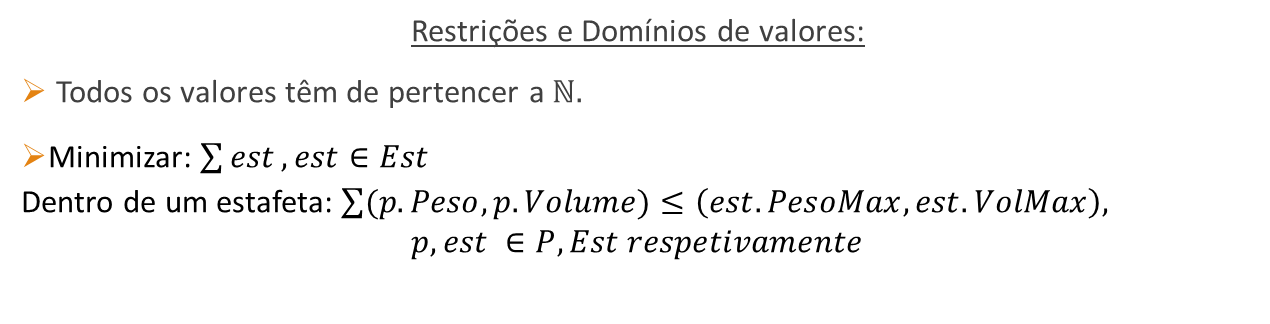 Restrições e Domínios de valores:
Todos os valores têm de pertencer a ℕ.
Minimizar: ∑ est , est ∈ Est
Dentro de um estafeta: ∑(p. Peso, p. Volume) ≤ (est. PesoMax, est. VolMax),
p, est ∈ P, Est respetivamente